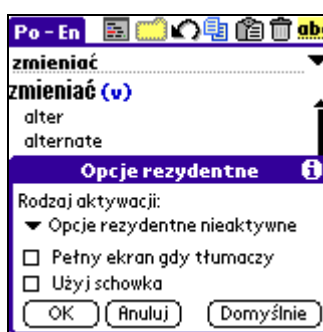 Po - En
zmieniać
zmieniać (v)
alter
alternate
Opcje rezydentne
Rodzaj aktywacji:
Opcje rezydentne nieaktywne
Pełny ekran gdy tłumaczy
Użyj schowka
OK Anuluj Domyślnie